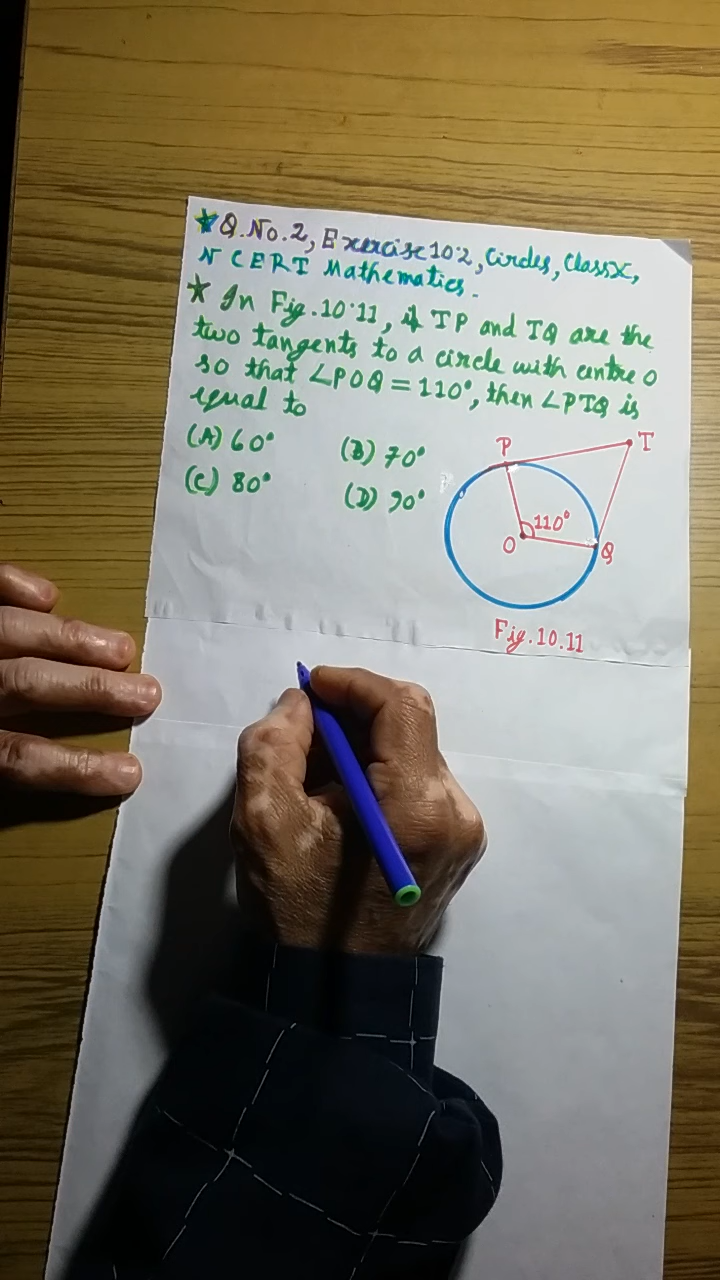 ★ Q.No.2, Exercise 10.2, Circles, Class X,
NCERT Mathematics.
★ In Fig.10.11, if TP and TQ are the
two tangents to a circle with centre O
so that ∠POQ = 110°, then ∠PTQ is
equal to
(A) 60° (B) 70°
(C) 80° (D) 90°
P T
110°
O Q
Fig.10.11